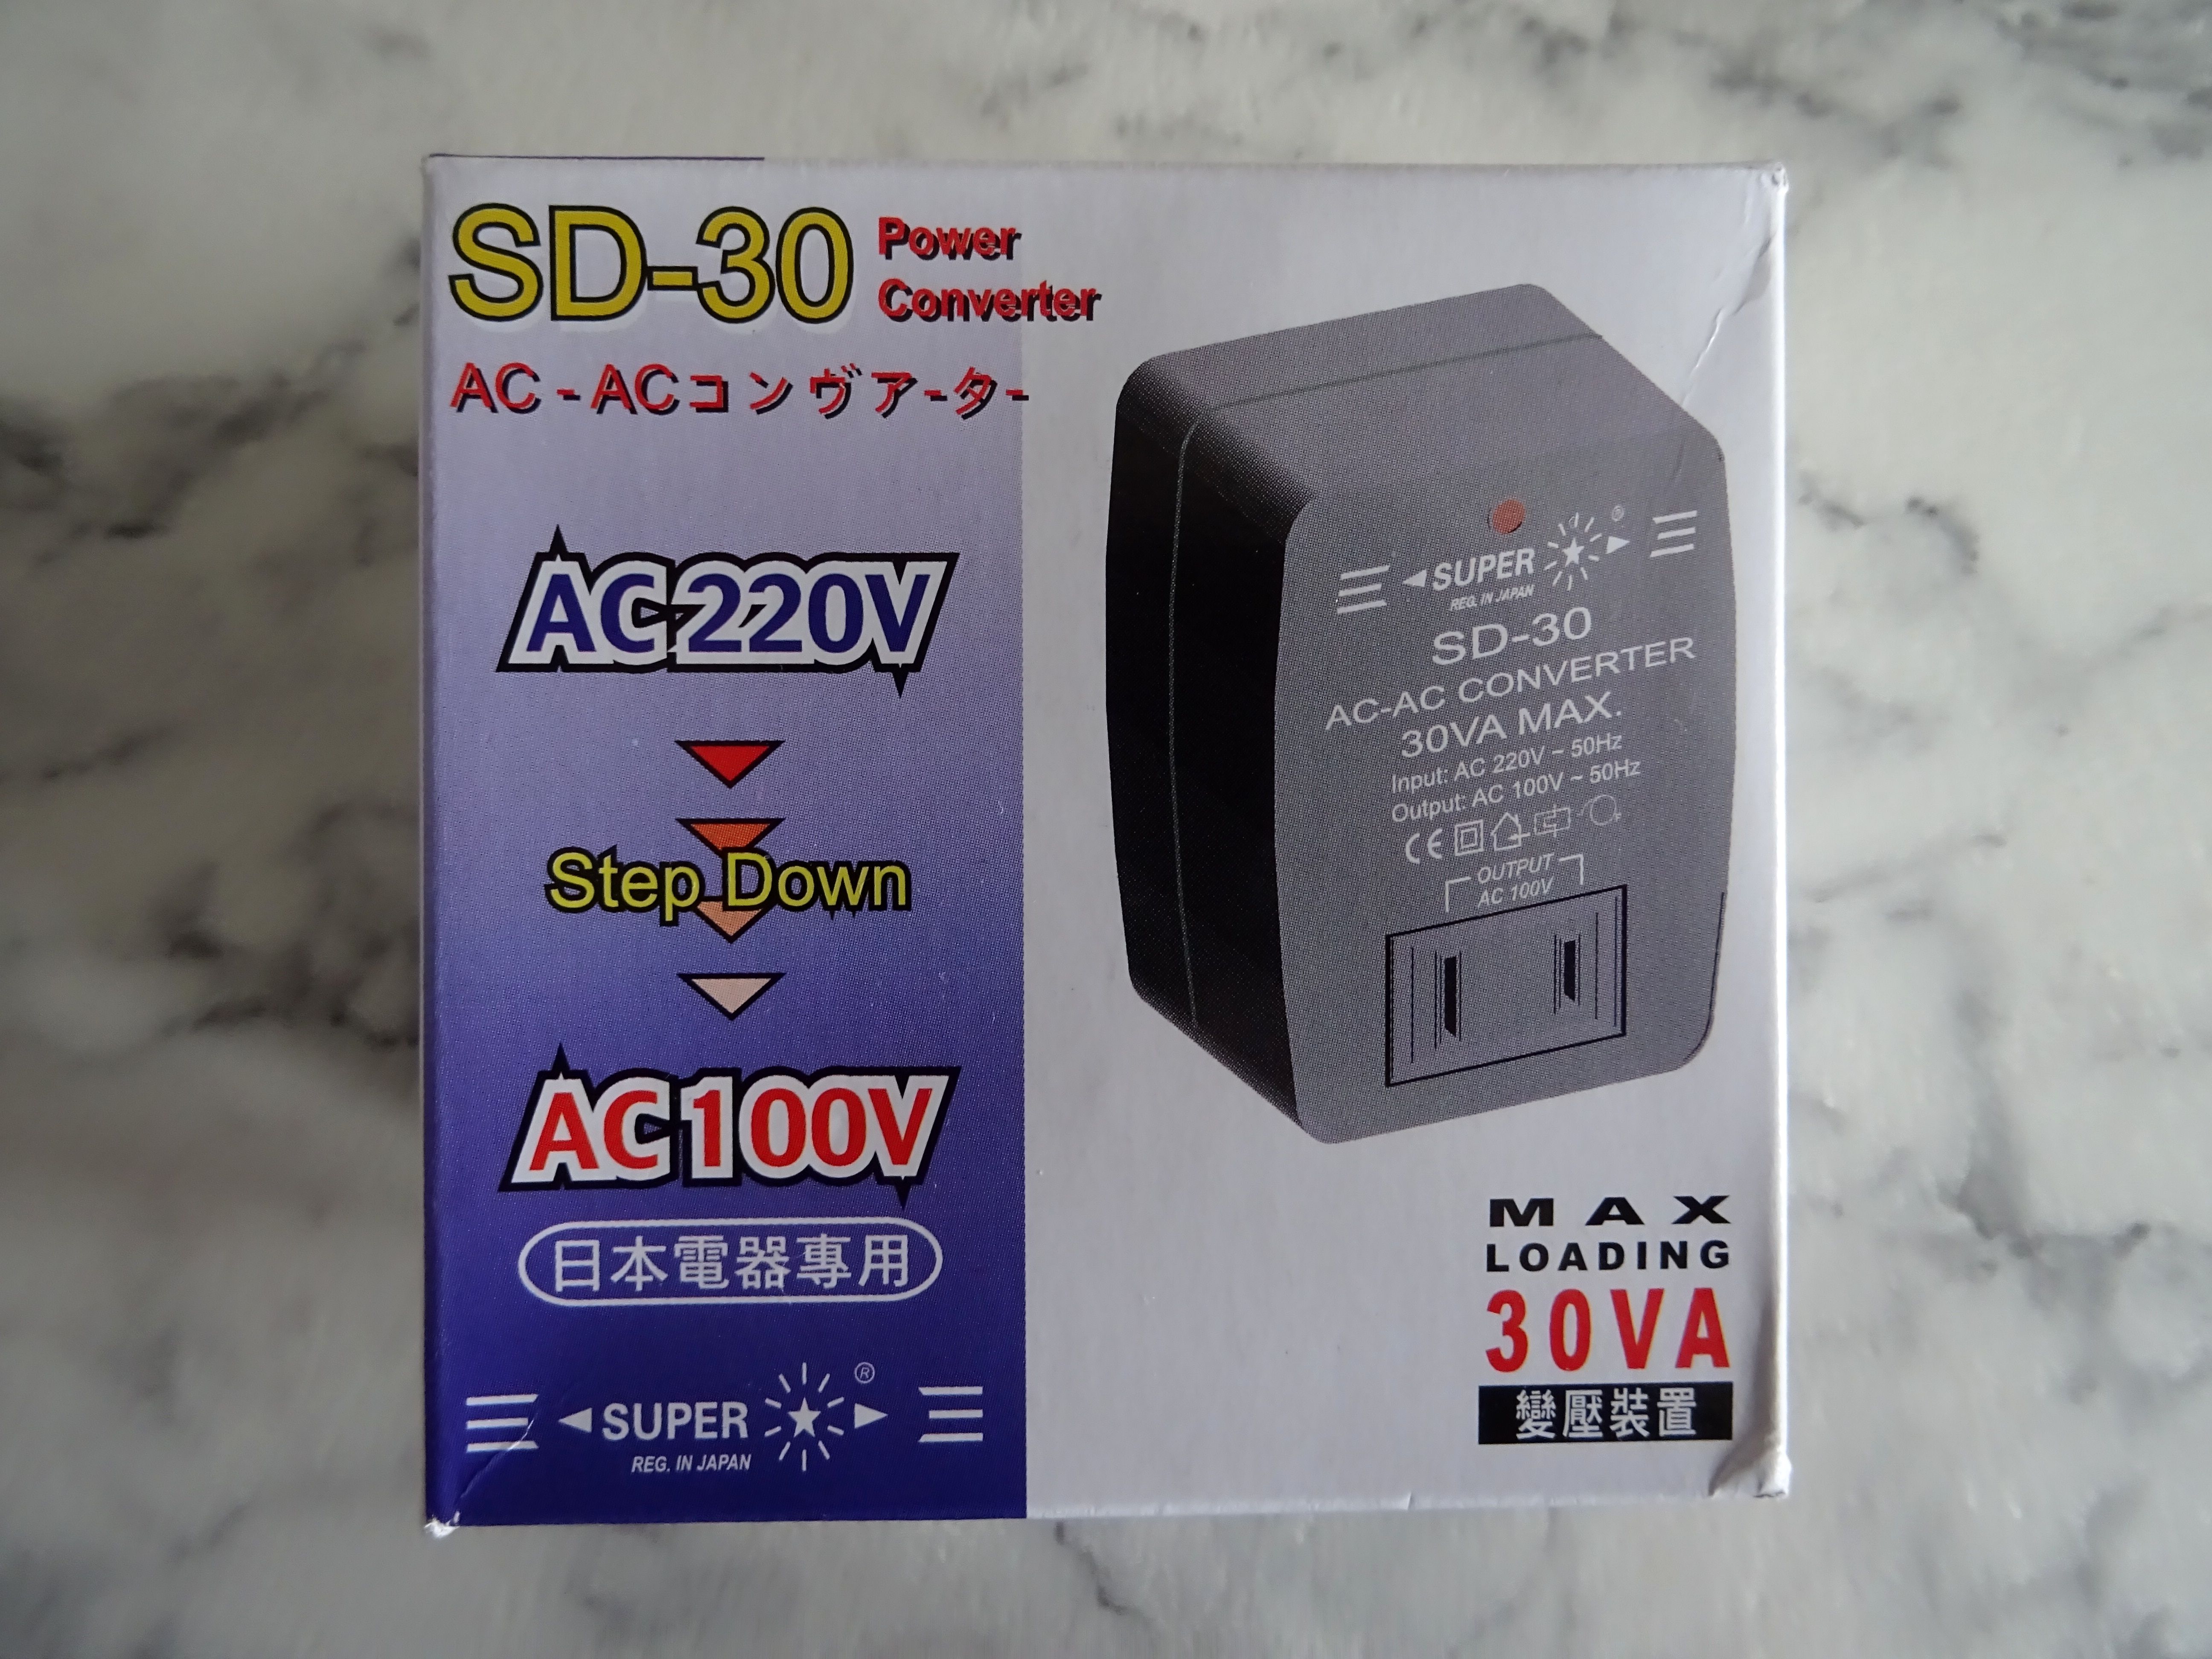 SD-30 Power
Converter
AC-ACコンヴアーター
AC 220V
Step Down
AC 100V
日本電器專用
SUPER ®
REG. IN JAPAN
SUPER ®
REG. IN JAPAN
SD-30
AC-AC CONVERTER
30VA MAX.
Input: AC 220V ~ 50Hz
Output: AC 100V ~ 50Hz
CE
OUTPUT
AC 100V
MAX
LOADING
30VA
變壓裝置